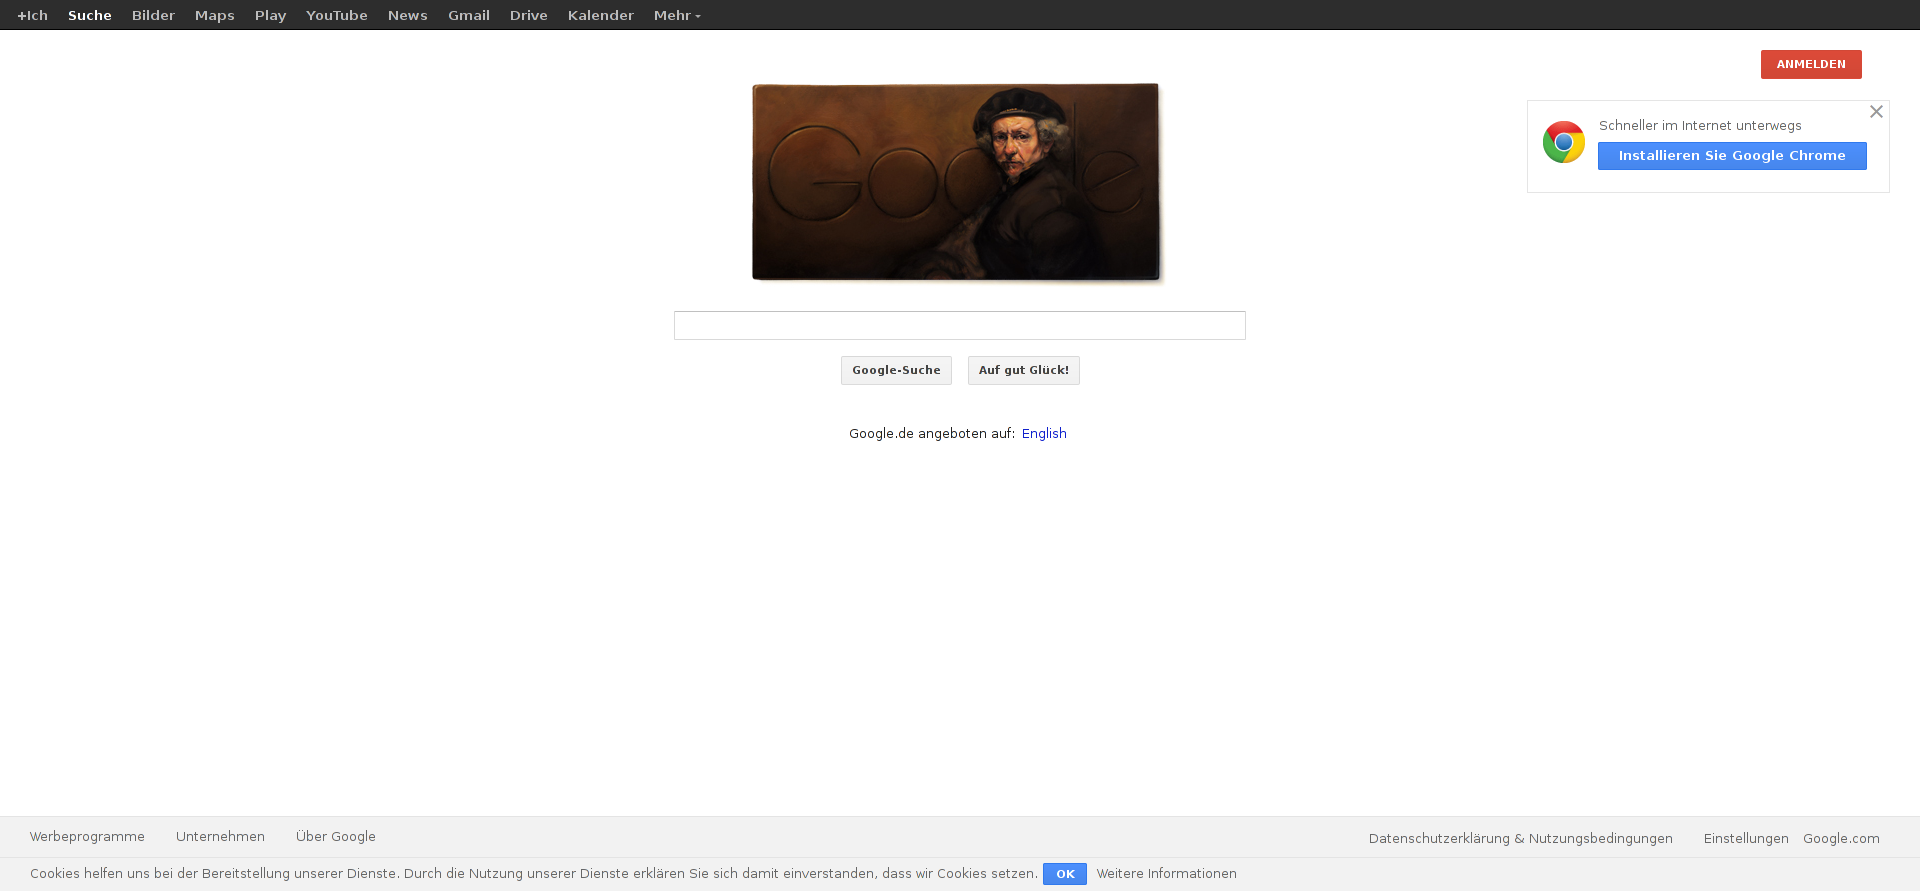 +Ich Suche Bilder Maps Play YouTube News Gmail Drive Kalender Mehr
ANMELDEN
Schneller im Internet unterwegs
Installieren Sie Google Chrome
Google
Google-Suche Auf gut Glück!
Google.de angeboten auf: English
Werbeprogramme Unternehmen Über Google Datenschutzerklärung & Nutzungsbedingungen Einstellungen Google.com
Cookies helfen uns bei der Bereitstellung unserer Dienste. Durch die Nutzung unserer Dienste erklären Sie sich damit einverstanden, dass wir Cookies setzen. OK Weitere Informationen